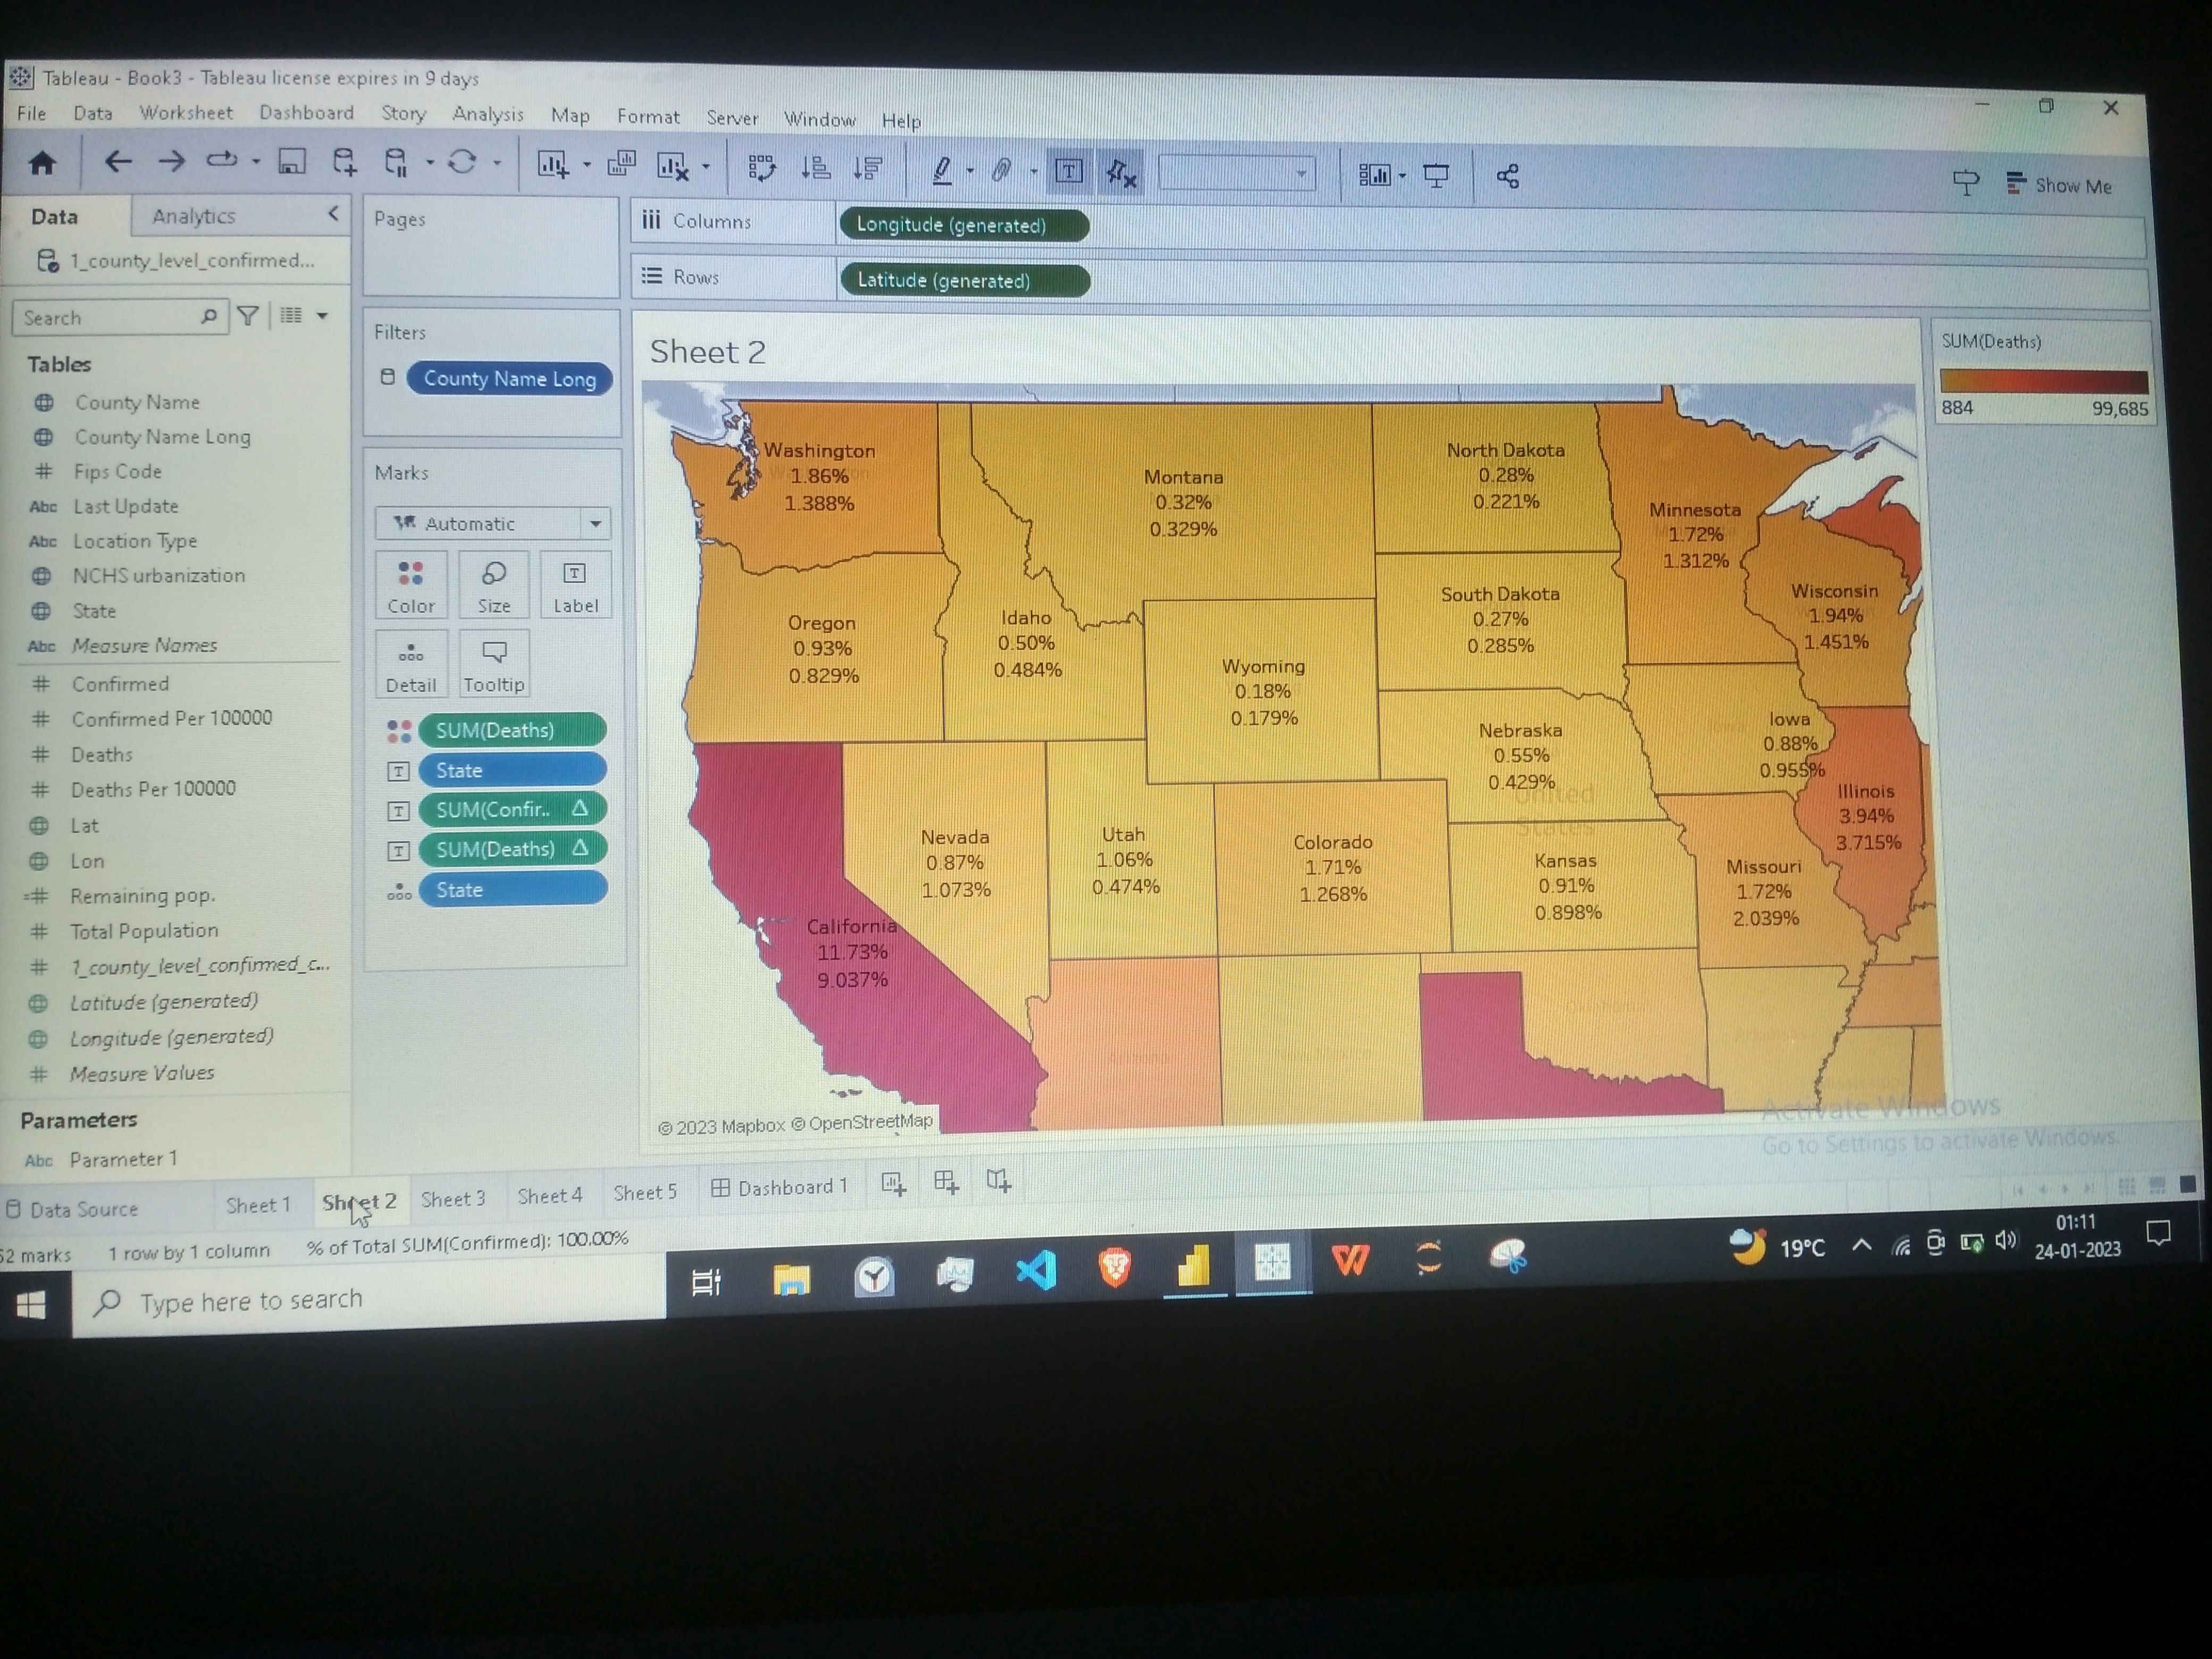 Tableau - Book3 - Tableau license expires in 9 days
File Data Worksheet Dashboard Story Analysis Map Format Server Window Help
Show Me
Data Analytics
1_county_level_confirmed...
Search
Tables
County Name
County Name Long
# Fips Code
Abc Last Update
Abc Location Type
NCHS urbanization
State
Abc Measure Names
# Confirmed
# Confirmed Per 100000
# Deaths
# Deaths Per 100000
Lat
Lon
=# Remaining pop.
# Total Population
# 1_county_level_confirmed_c...
Latitude (generated)
Longitude (generated)
# Measure Values
Parameters
Abc Parameter 1
Pages
Filters
County Name Long
Marks
Automatic
Color Size Label
Detail Tooltip
SUM(Deaths)
State
SUM(Confir.. Δ
SUM(Deaths) Δ
State
iii Columns Longitude (generated)
Rows Latitude (generated)
Sheet 2
Washington
1.86%
1.388%
Montana
0.32%
0.329%
North Dakota
0.28%
0.221%
Minnesota
1.72%
1.312%
Wisconsin
1.94%
1.451%
Oregon
0.93%
0.829%
Idaho
0.50%
0.484%
Wyoming
0.18%
0.179%
South Dakota
0.27%
0.285%
Nebraska
0.55%
0.429%
United
States
Iowa
0.88%
0.955%
Illinois
3.94%
3.715%
Nevada
0.87%
1.073%
Utah
1.06%
0.474%
Colorado
1.71%
1.268%
Kansas
0.91%
0.898%
Missouri
1.72%
2.039%
California
11.73%
9.037%
Arizona
New Mexico
Oklahoma
Arkansas
© 2023 Mapbox © OpenStreetMap
SUM(Deaths)
884 99,685
Activate Windows
Go to Settings to activate Windows.
Data Source Sheet 1 Sheet 2 Sheet 3 Sheet 4 Sheet 5 Dashboard 1
52 marks 1 row by 1 column % of Total SUM(Confirmed): 100.00%
Type here to search
19°C
01:11
24-01-2023